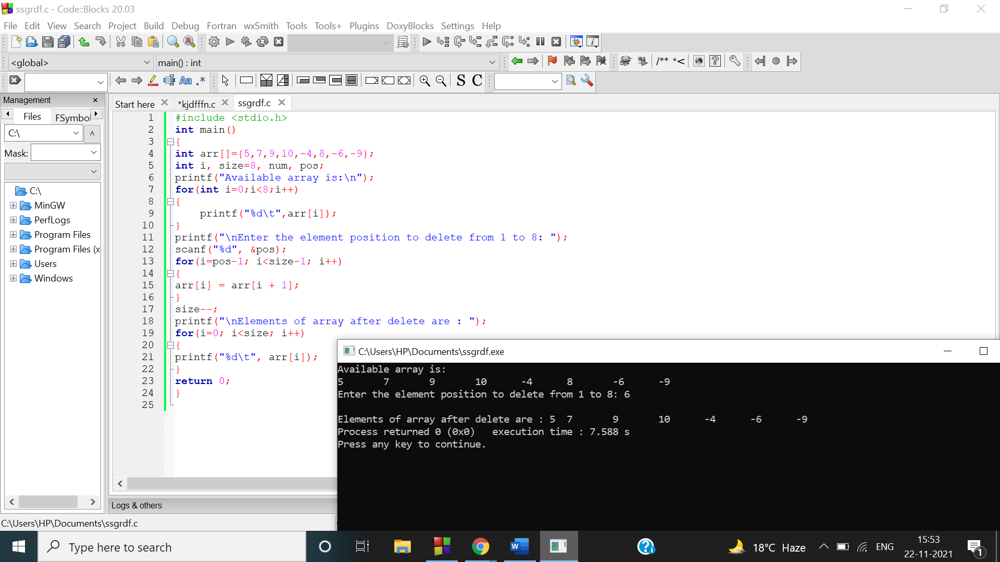 ssgrdf.c - Code::Blocks 20.03
File Edit View Search Project Build Debug Fortran wxSmith Tools Tools+ Plugins DoxyBlocks Settings Help
<global>
main() : int
/** *<
Aa .* S C
Management
Files FSymbol
C:\
Mask:
C:\
MinGW
PerfLogs
Program Files
Program Files (x
Users
Windows
Start here *kjdfffn.c ssgrdf.c
1 #include <stdio.h>
2 int main()
3 {
4 int arr[]={5,7,9,10,-4,8,-6,-9};
5 int i, size=8, num, pos;
6 printf("Available array is:\n");
7 for(int i=0;i<8;i++)
8 {
9 printf("%d\t",arr[i]);
10 }
11 printf("\nEnter the element position to delete from 1 to 8: ");
12 scanf("%d", &pos);
13 for(i=pos-1; i<size-1; i++)
14 {
15 arr[i] = arr[i + 1];
16 }
17 size--;
18 printf("\nElements of array after delete are : ");
19 for(i=0; i<size; i++)
20 {
21 printf("%d\t", arr[i]);
22 }
23 return 0;
24 }
25
C:\Users\HP\Documents\ssgrdf.exe
Available array is:
5 7 9 10 -4 8 -6 -9
Enter the element position to delete from 1 to 8: 6
Elements of array after delete are : 5 7 9 10 -4 -6 -9
Process returned 0 (0x0) execution time : 7.588 s
Press any key to continue.
Logs & others
C:\Users\HP\Documents\ssgrdf.c
Type here to search
18°C Haze
ENG
15:53
22-11-2021
1